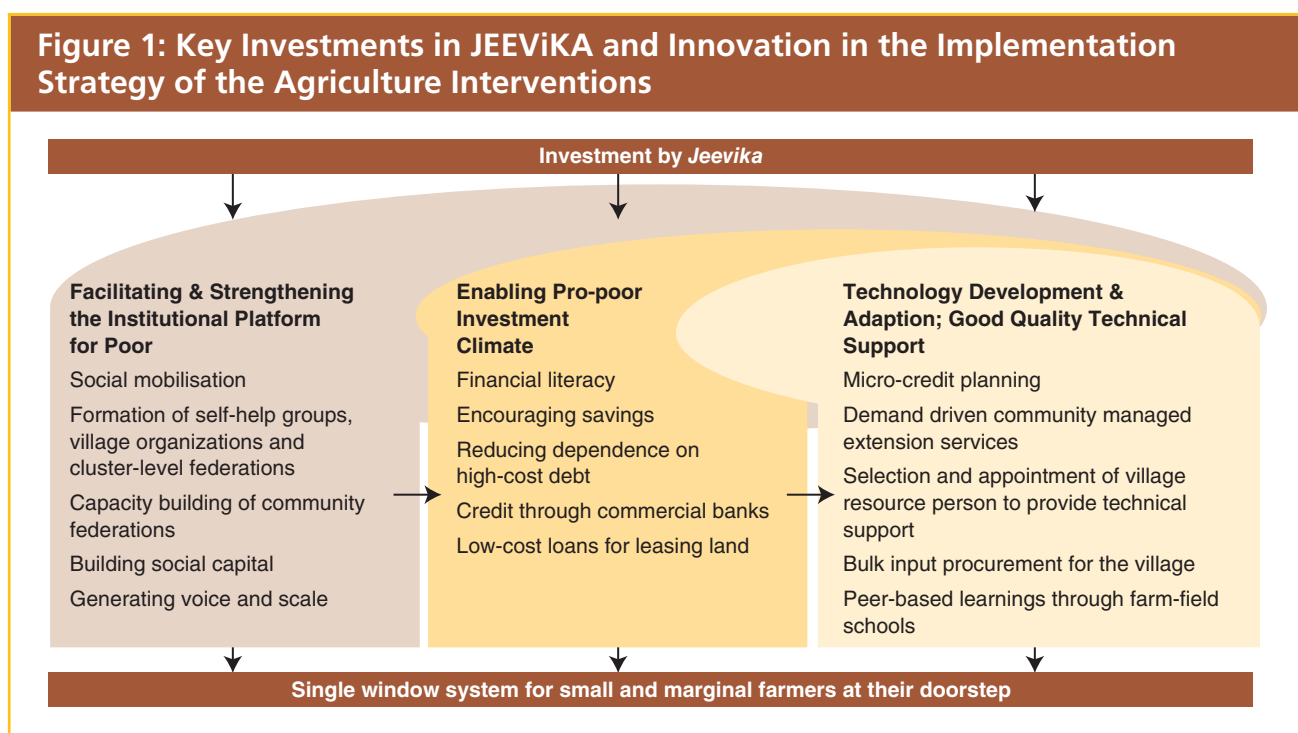 Figure 1: Key Investments in JEEViKA and Innovation in the Implementation
Strategy of the Agriculture Interventions
Investment by Jeevika
Facilitating & Strengthening
the Institutional Platform
for Poor
Social mobilisation
Formation of self-help groups,
village organizations and
cluster-level federations
Capacity building of community
federations
Building social capital
Generating voice and scale
Enabling Pro-poor
Investment
Climate
Financial literacy
Encouraging savings
Reducing dependence on
high-cost debt
Credit through commercial banks
Low-cost loans for leasing land
Technology Development &
Adaption; Good Quality Technical
Support
Micro-credit planning
Demand driven community managed
extension services
Selection and appointment of village
resource person to provide technical
support
Bulk input procurement for the village
Peer-based learnings through farm-field
schools
Single window system for small and marginal farmers at their doorstep